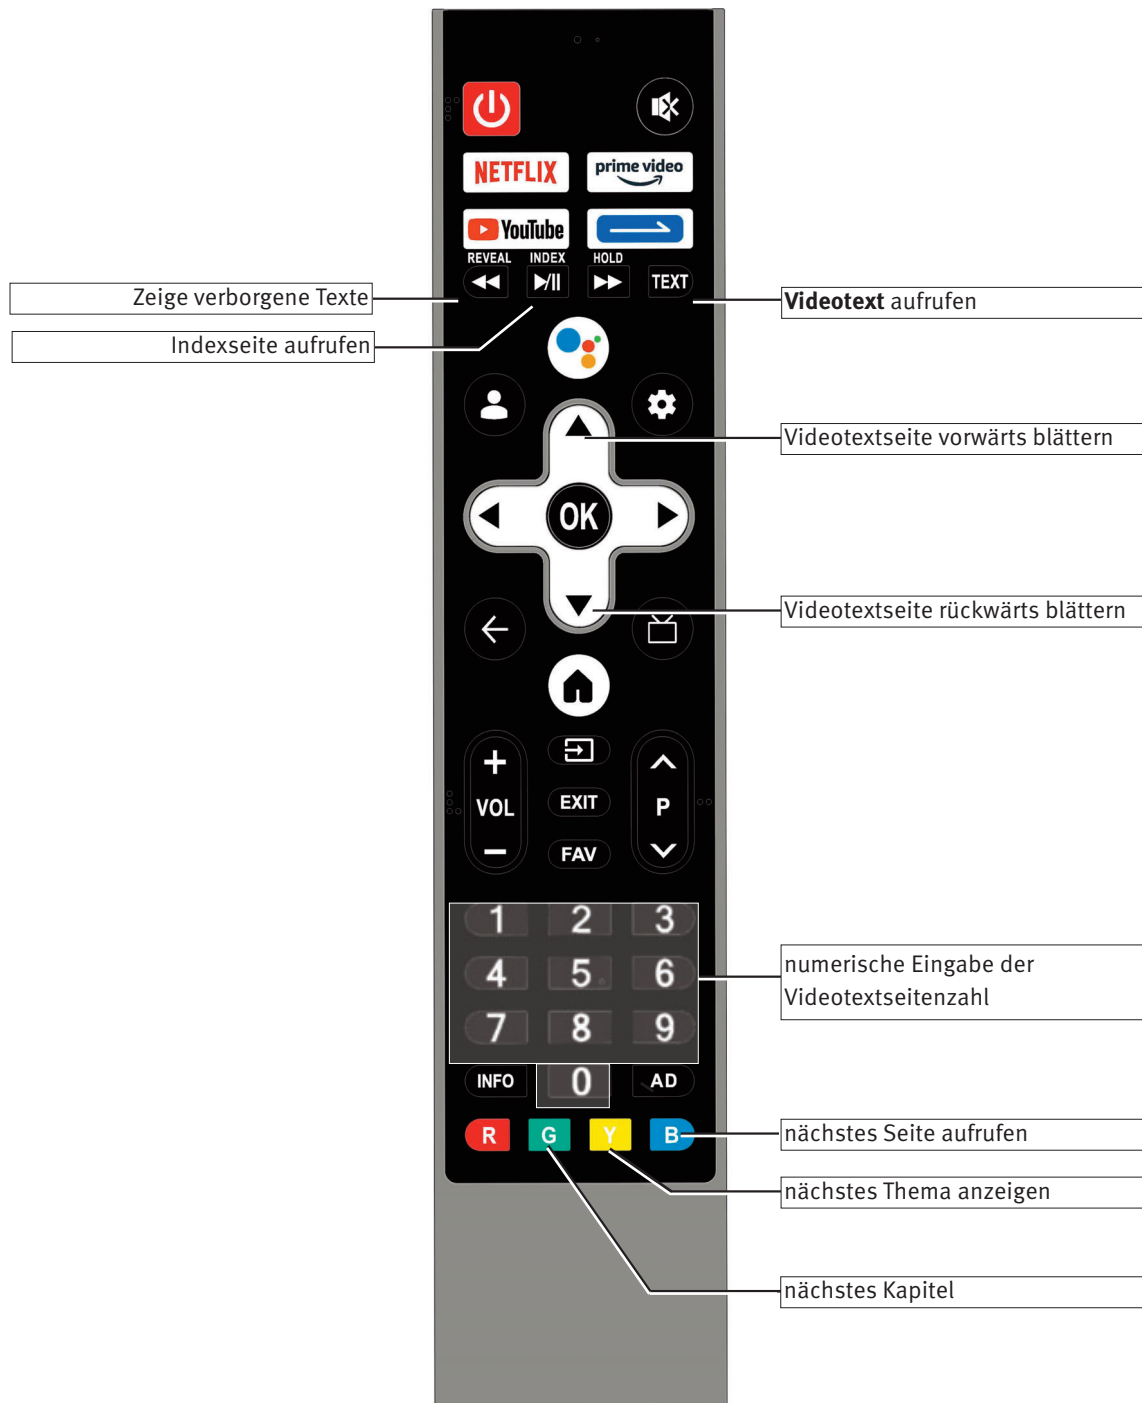 NETFLIX
prime video
YouTube
REVEAL INDEX HOLD
TEXT
Zeige verborgene Texte
Videotext aufrufen
Indexseite aufrufen
Videotextseite vorwärts blättern
OK
Videotextseite rückwärts blättern
+
VOL
−
EXIT
P
FAV
1 2 3
4 5 6
7 8 9
numerische Eingabe der
Videotextseitenzahl
INFO 0 AD
R G Y B
nächstes Seite aufrufen
nächstes Thema anzeigen
nächstes Kapitel